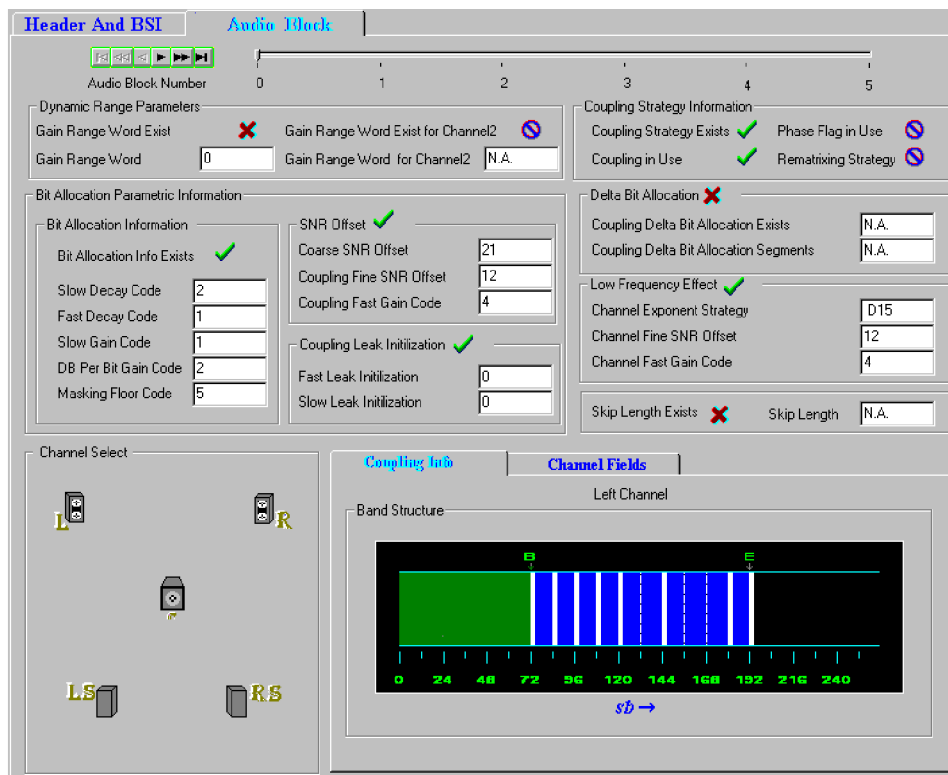 Header And BSI
Audio Block
Audio Block Number
0 1 2 3 4 5
Dynamic Range Parameters
Gain Range Word Exist
Gain Range Word Exist for Channel2
Gain Range Word 0
Gain Range Word for Channel2 N.A.
Coupling Strategy Information
Coupling Strategy Exists
Phase Flag in Use
Coupling in Use
Rematrixing Strategy
Bit Allocation Parametric Information
Bit Allocation Information
Bit Allocation Info Exists
Slow Decay Code 2
Fast Decay Code 1
Slow Gain Code 1
DB Per Bit Gain Code 2
Masking Floor Code 5
SNR Offset
Coarse SNR Offset 21
Coupling Fine SNR Offset 12
Coupling Fast Gain Code 4
Coupling Leak Initilization
Fast Leak Initilization 0
Slow Leak Initilization 0
Delta Bit Allocation
Coupling Delta Bit Allocation Exists N.A.
Coupling Delta Bit Allocation Segments N.A.
Low Frequency Effect
Channel Exponent Strategy D15
Channel Fine SNR Offset 12
Channel Fast Gain Code 4
Skip Length Exists
Skip Length N.A.
Channel Select
L
R
C
LS
RS
Coupling Info
Channel Fields
Left Channel
Band Structure
B E
0 24 48 72 96 120 144 168 192 216 240
sb →